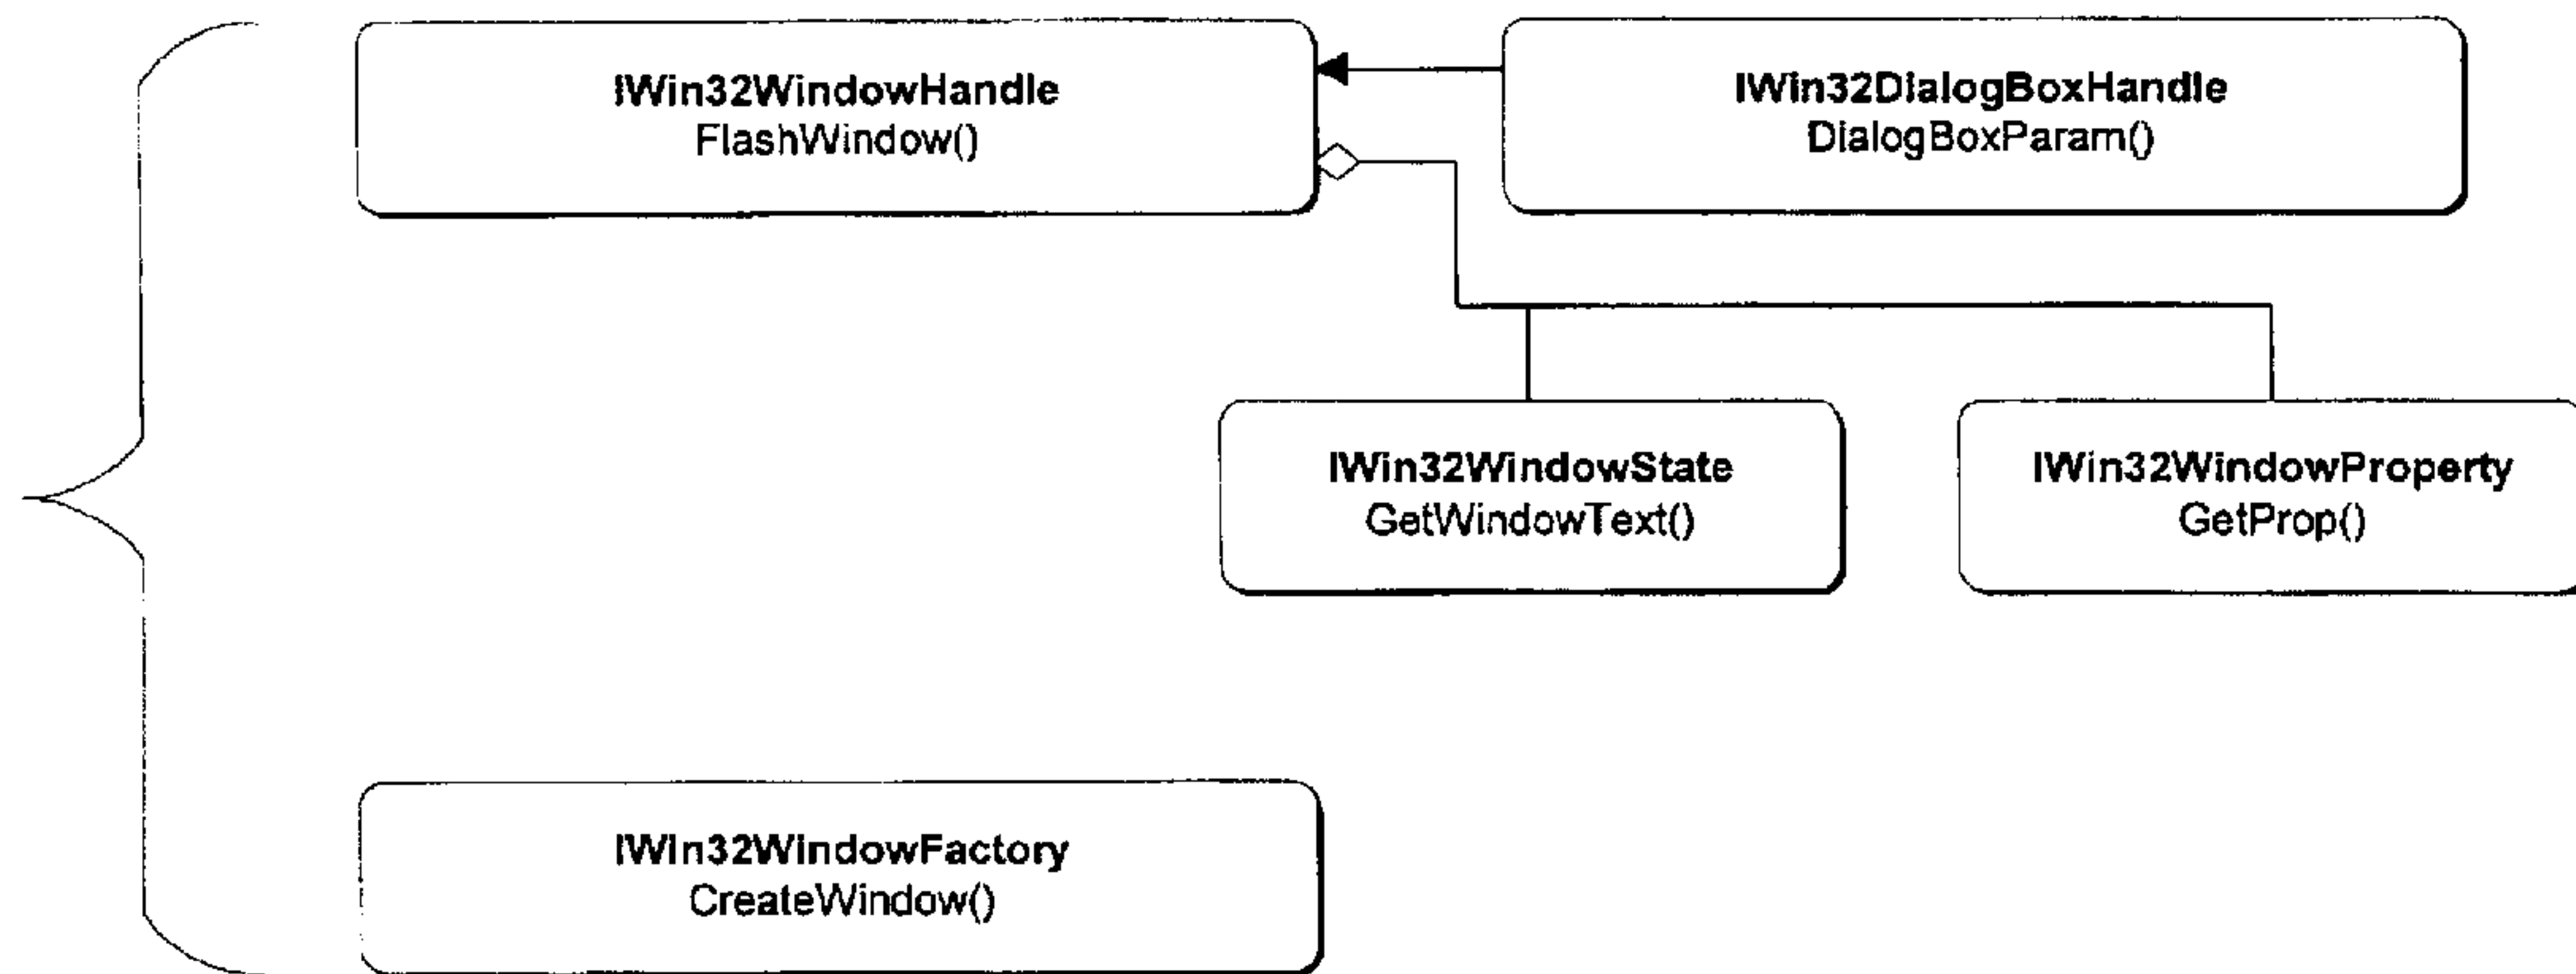 IWin32WindowHandle
FlashWindow()
IWin32DialogBoxHandle
DialogBoxParam()
IWin32WindowState
GetWindowText()
IWin32WindowProperty
GetProp()
IWin32WindowFactory
CreateWindow()